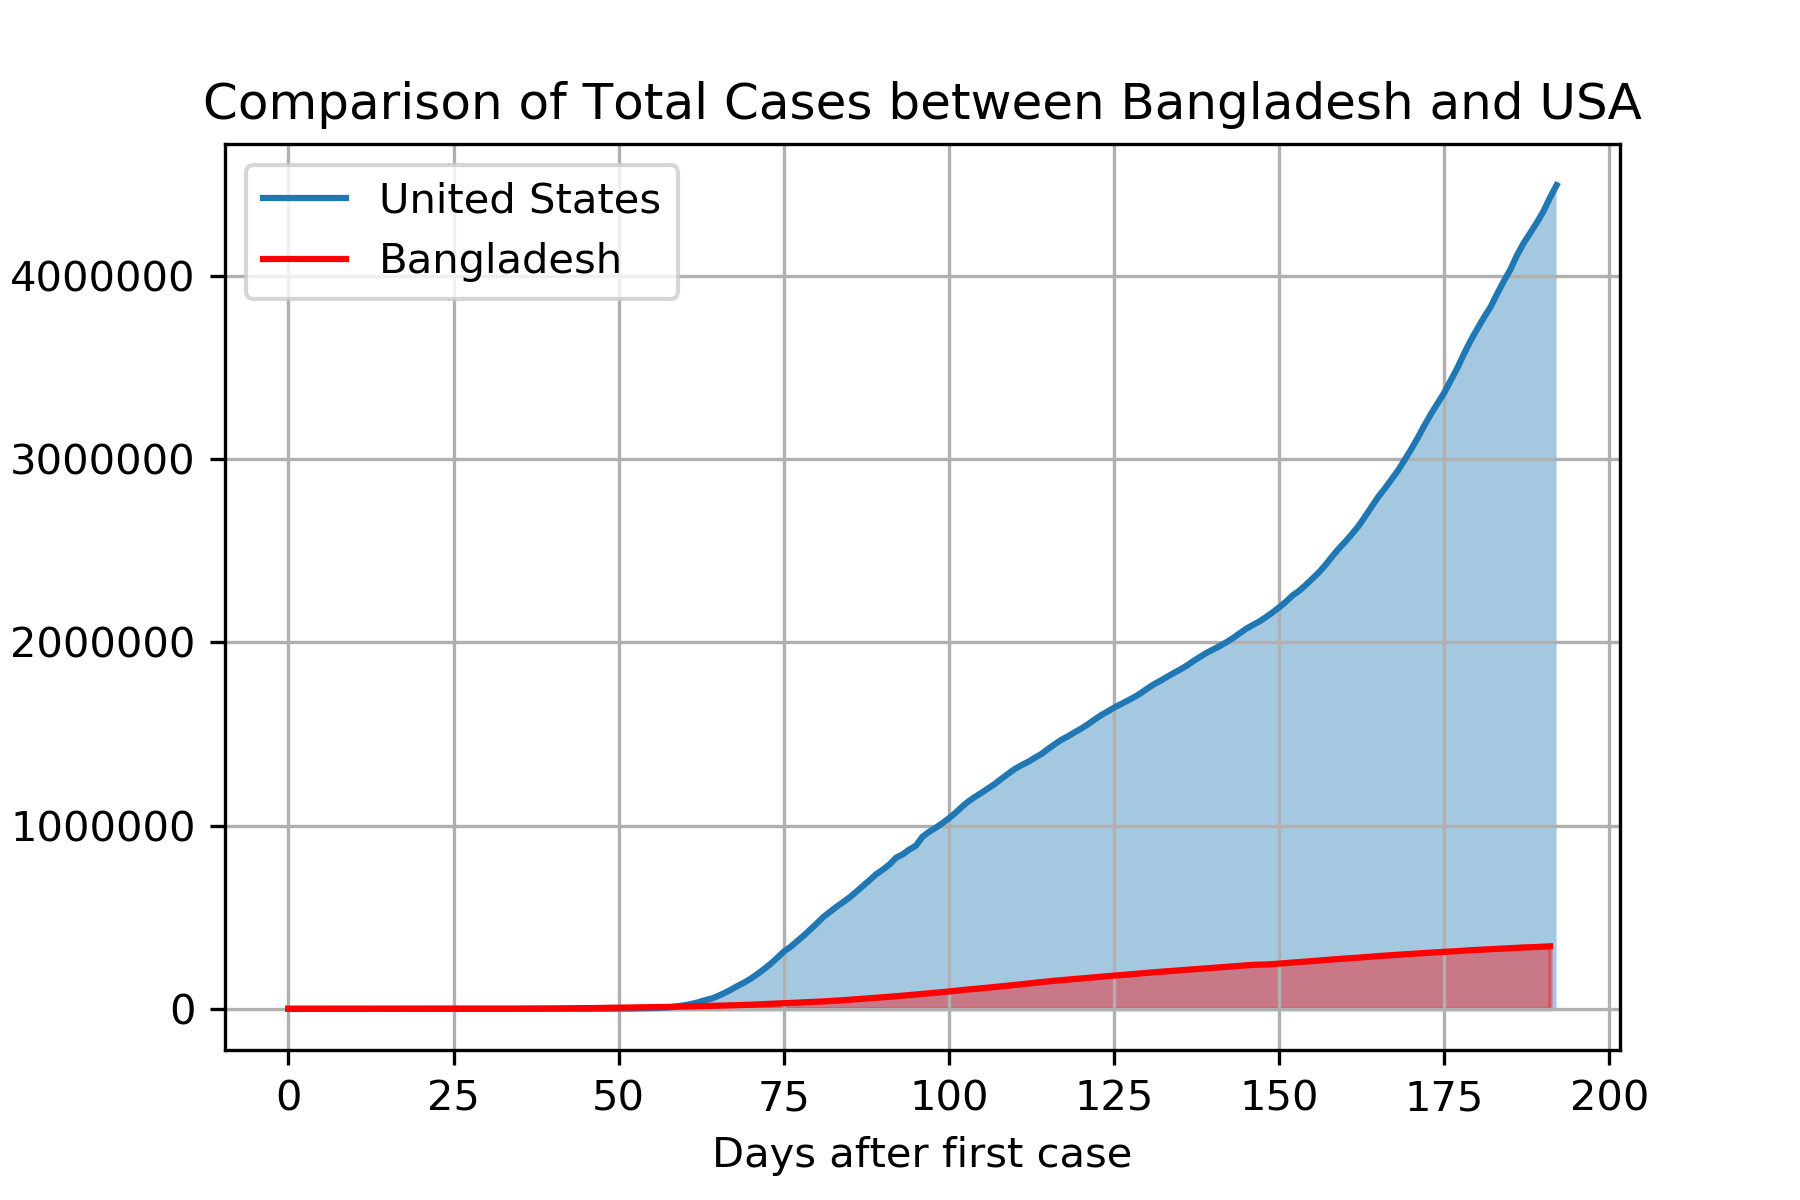 Comparison of Total Cases between Bangladesh and USA
United States
Bangladesh
4000000
3000000
2000000
1000000
0
0 25 50 75 100 125 150 175 200
Days after first case